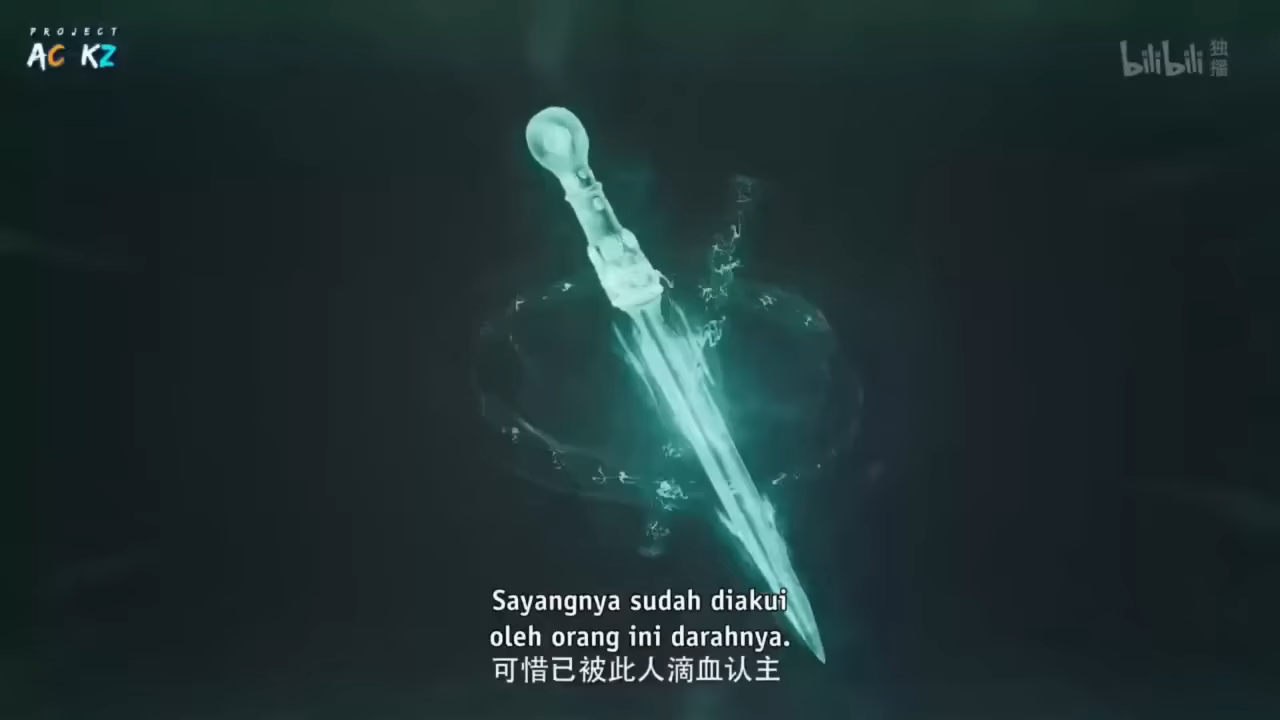 PROJECT
AC KZ
bilibili 独播
Sayangnya sudah diakui
oleh orang ini darahnya.
可惜已被此人滴血认主